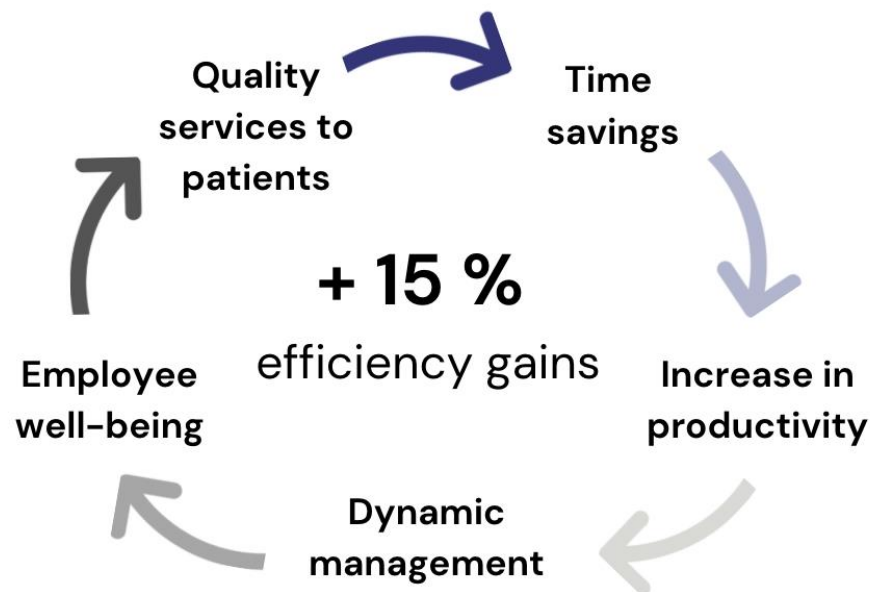 Quality
services to
patients
Time
savings
+ 15 %
efficiency gains
Increase in
productivity
Dynamic
management
Employee
well-being